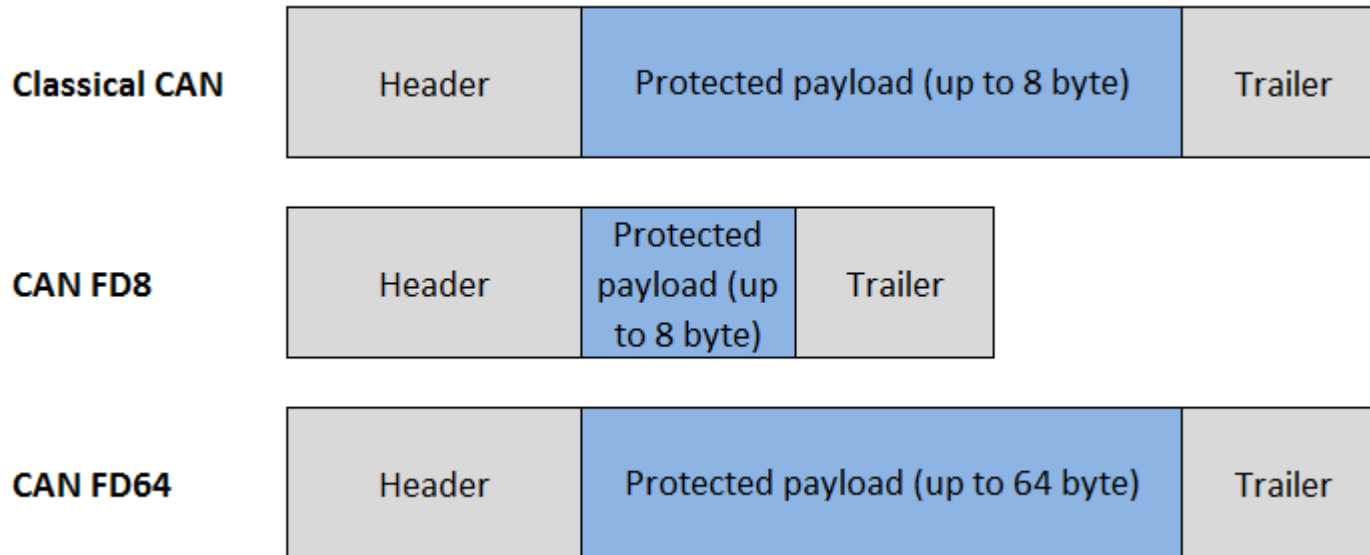 Classical CAN
Header
Protected payload (up to 8 byte)
Trailer
CAN FD8
Header
Protected
payload (up
to 8 byte)
Trailer
CAN FD64
Header
Protected payload (up to 64 byte)
Trailer